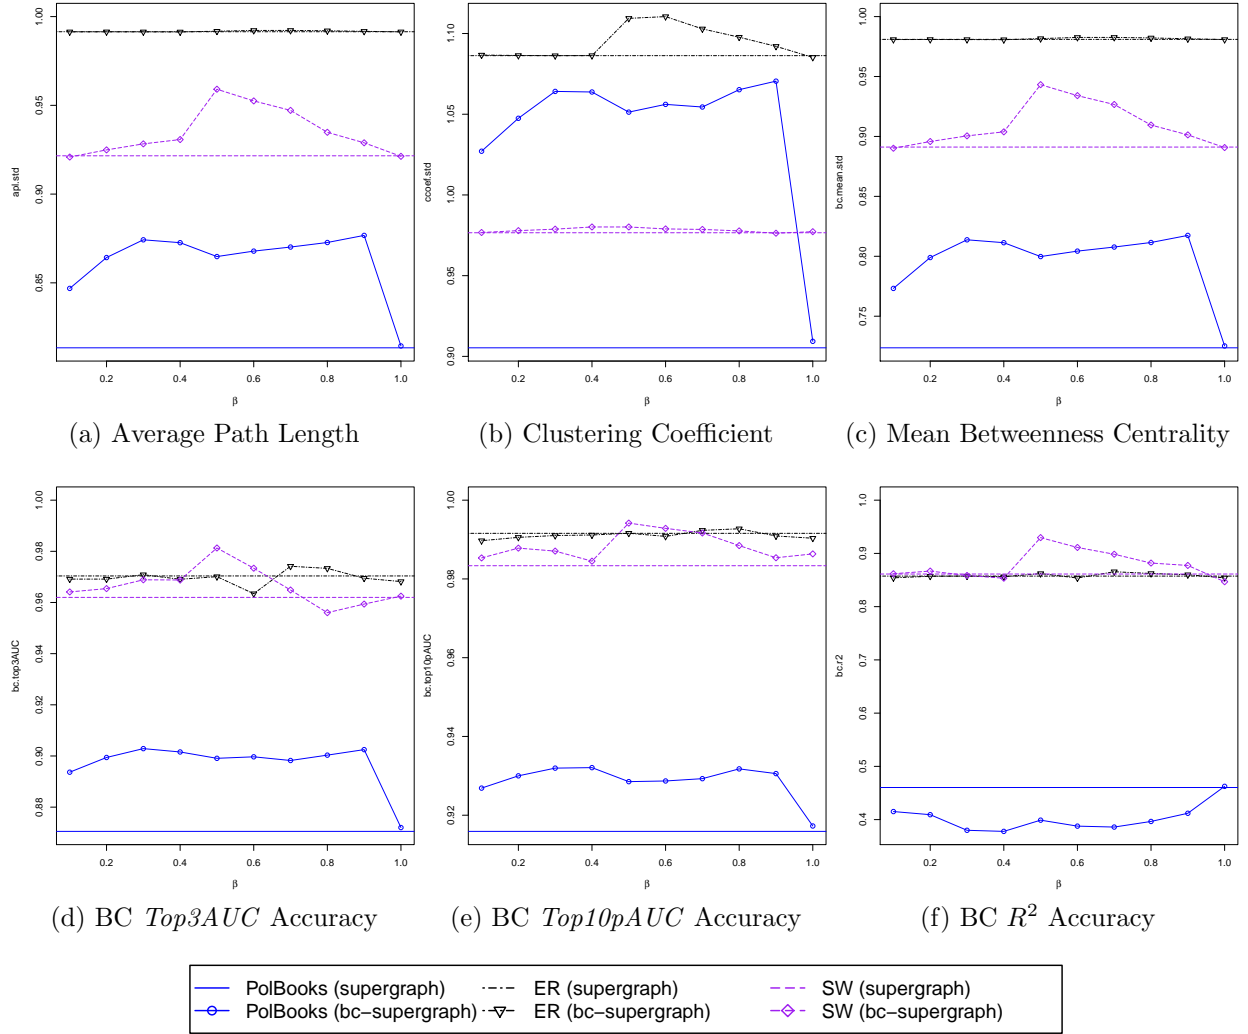 1.00
0.95
0.90
0.85
apl.std
0.2 0.4 0.6 0.8 1.0
β
(a) Average Path Length
1.10
1.05
1.00
0.95
0.90
ccoef.std
0.2 0.4 0.6 0.8 1.0
β
(b) Clustering Coefficient
1.00
0.95
0.90
0.85
0.80
0.75
bc.mean.std
0.2 0.4 0.6 0.8 1.0
β
(c) Mean Betweenness Centrality
1.00
0.98
0.96
0.94
0.92
0.90
0.88
bc.top3AUC
0.2 0.4 0.6 0.8 1.0
β
(d) BC Top3AUC Accuracy
1.00
0.98
0.96
0.94
0.92
bc.top10pAUC
0.2 0.4 0.6 0.8 1.0
β
(e) BC Top10pAUC Accuracy
1.0
0.9
0.8
0.7
0.6
0.5
0.4
bc.r2
0.2 0.4 0.6 0.8 1.0
β
(f) BC R² Accuracy
PolBooks (supergraph) ER (supergraph) SW (supergraph)
PolBooks (bc−supergraph) ER (bc−supergraph) SW (bc−supergraph)